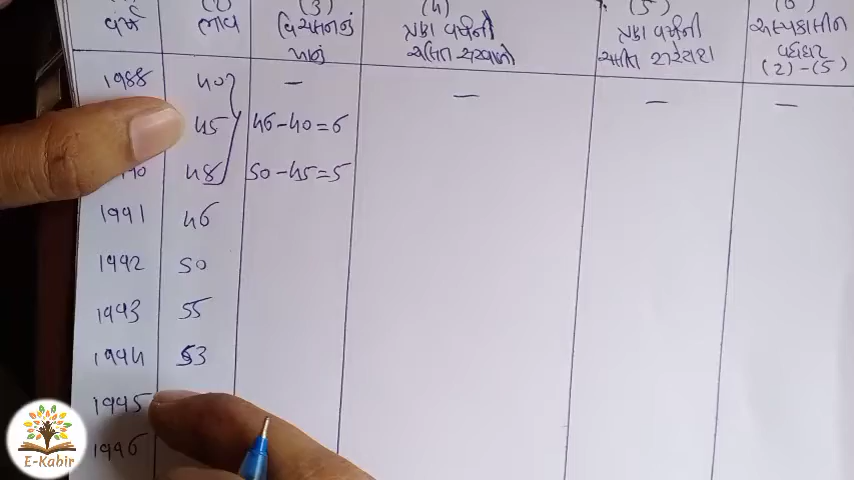 (3) (4) (5) (6)
વર્ષ ભાવ વિચલનનું ત્રણ વર્ષનો ત્રણ વર્ષની અલ્પકાલીન
ચલિત સરવાળો ચલિત સરેરાશ વધઘટ
(2)-(5)
1988 40 — — — —
45 46-40=6
90 48 50-45=5
1991 46
1992 50
1993 55
1994 53
1995
1996
E-Kabir